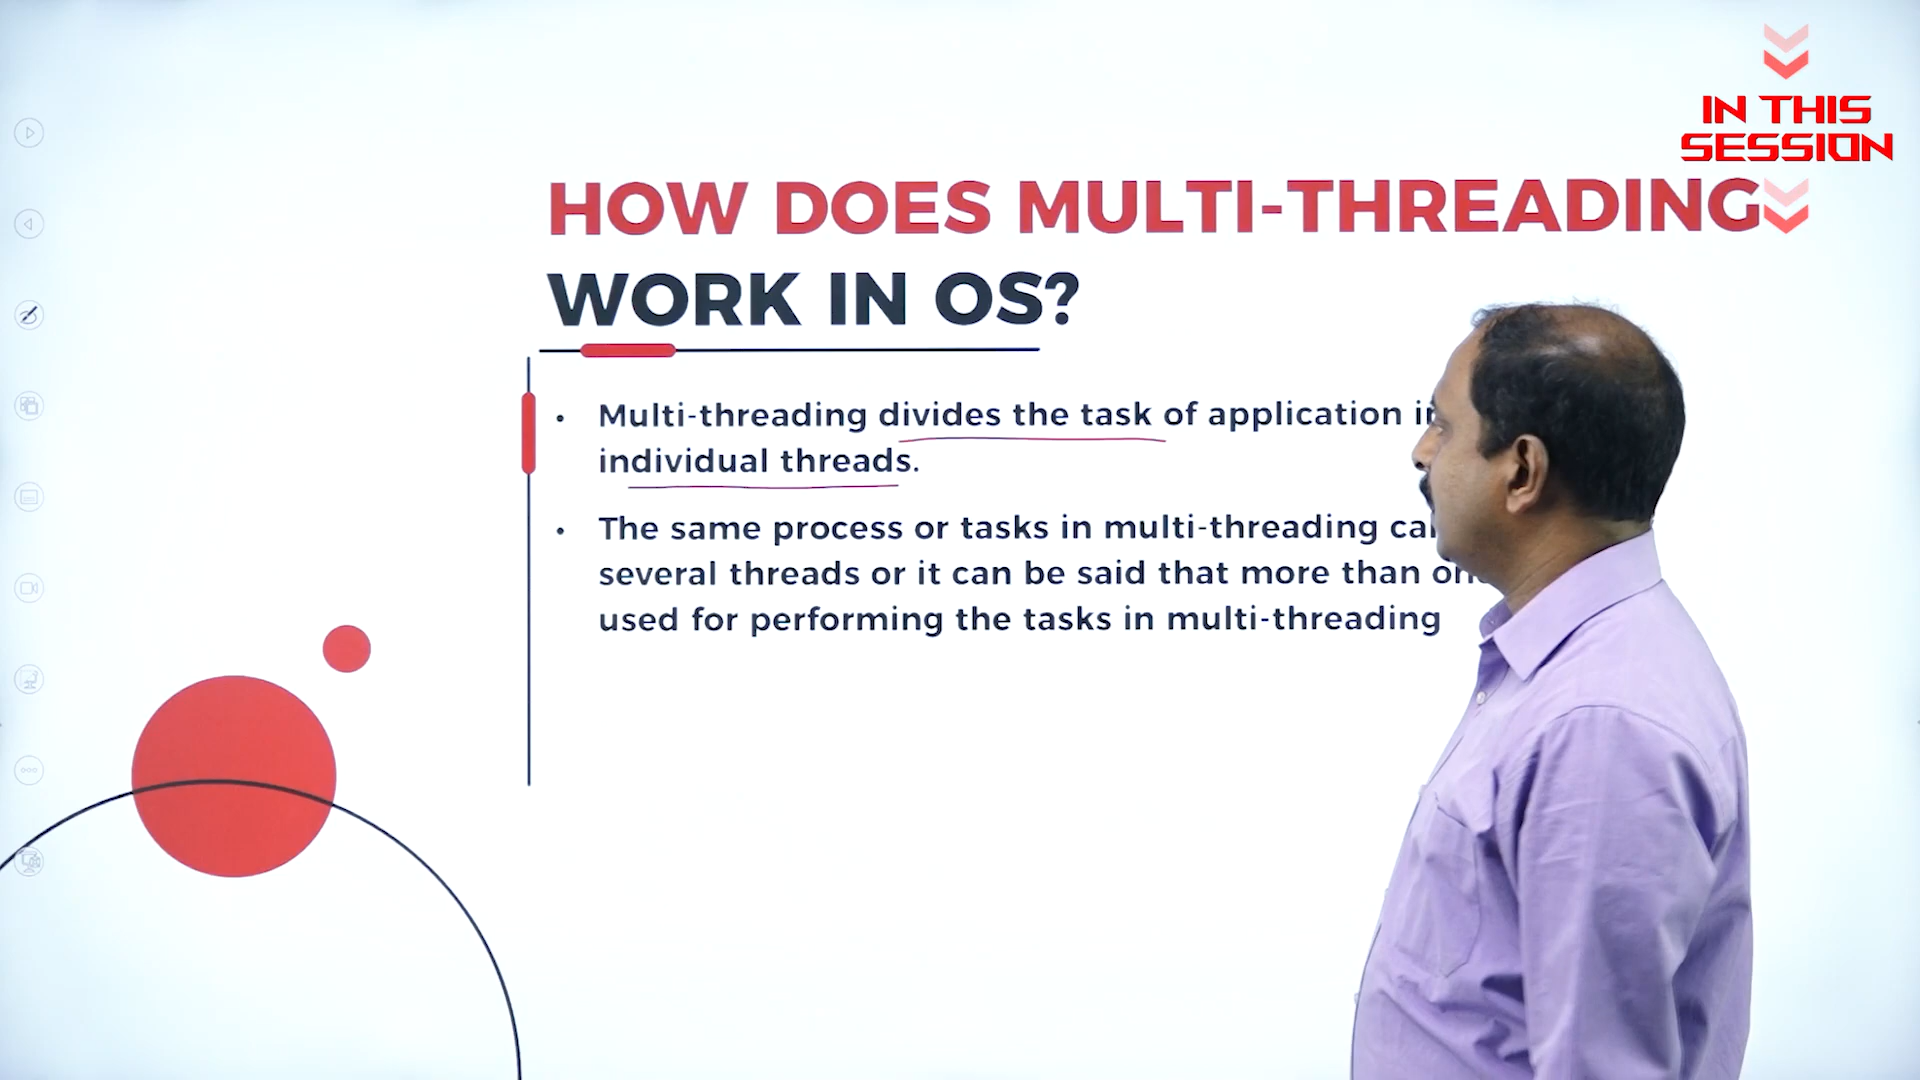 IN THIS
SESSION
HOW DOES MULTI-THREADING
WORK IN OS?
• Multi-threading divides the task of application
individual threads.
• The same process or tasks in multi-threading
several threads or it can be said that more than
used for performing the tasks in multi-threading